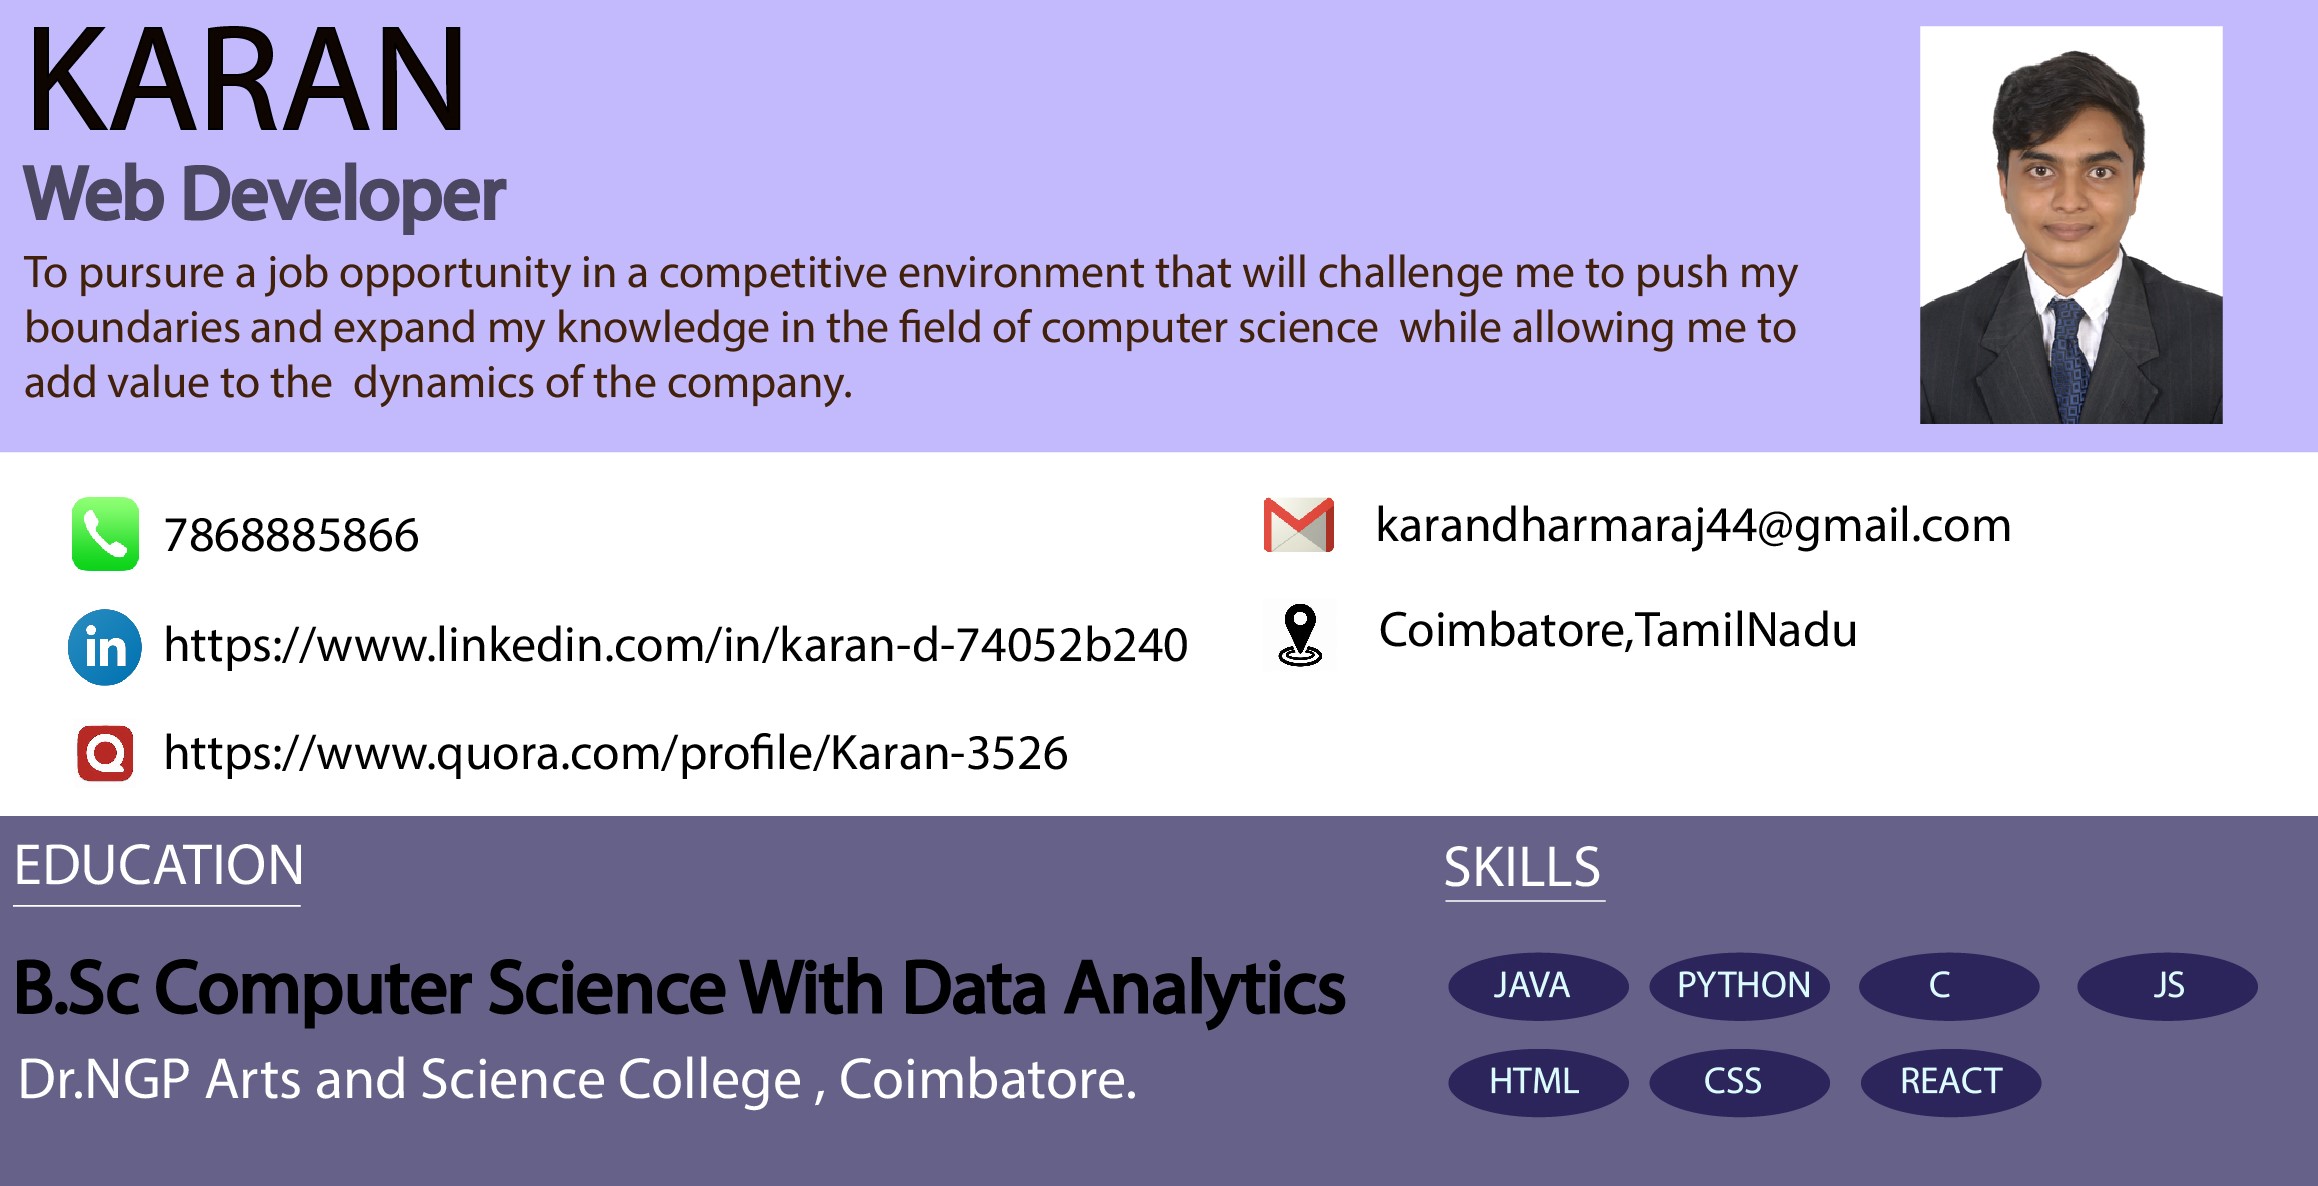 KARAN
Web Developer
To pursure a job opportunity in a competitive environment that will challenge me to push my
boundaries and expand my knowledge in the field of computer science  while allowing me to
add value to the  dynamics of the company.
7868885866
karandharmaraj44@gmail.com
in https://www.linkedin.com/in/karan-d-74052b240
Coimbatore,TamilNadu
Q https://www.quora.com/profile/Karan-3526
EDUCATION
B.Sc Computer Science With Data Analytics
Dr.NGP Arts and Science College , Coimbatore.
SKILLS
JAVA PYTHON C JS
HTML CSS REACT